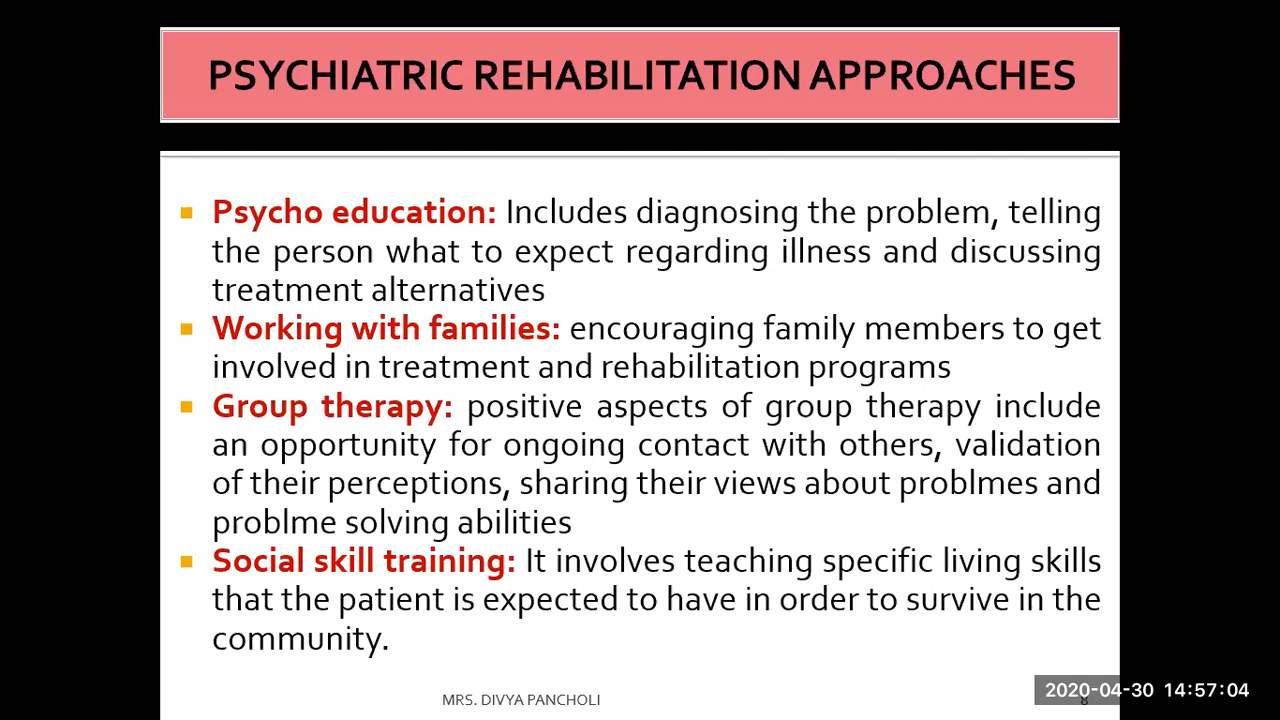 PSYCHIATRIC REHABILITATION APPROACHES
Psycho education: Includes diagnosing the problem, telling
the person what to expect regarding illness and discussing
treatment alternatives
Working with families: encouraging family members to get
involved in treatment and rehabilitation programs
Group therapy: positive aspects of group therapy include
an opportunity for ongoing contact with others, validation
of their perceptions, sharing their views about problmes and
problme solving abilities
Social skill training: It involves teaching specific living skills
that the patient is expected to have in order to survive in the
community.
MRS. DIVYA PANCHOLI
2020-04-30 14:57:04
8